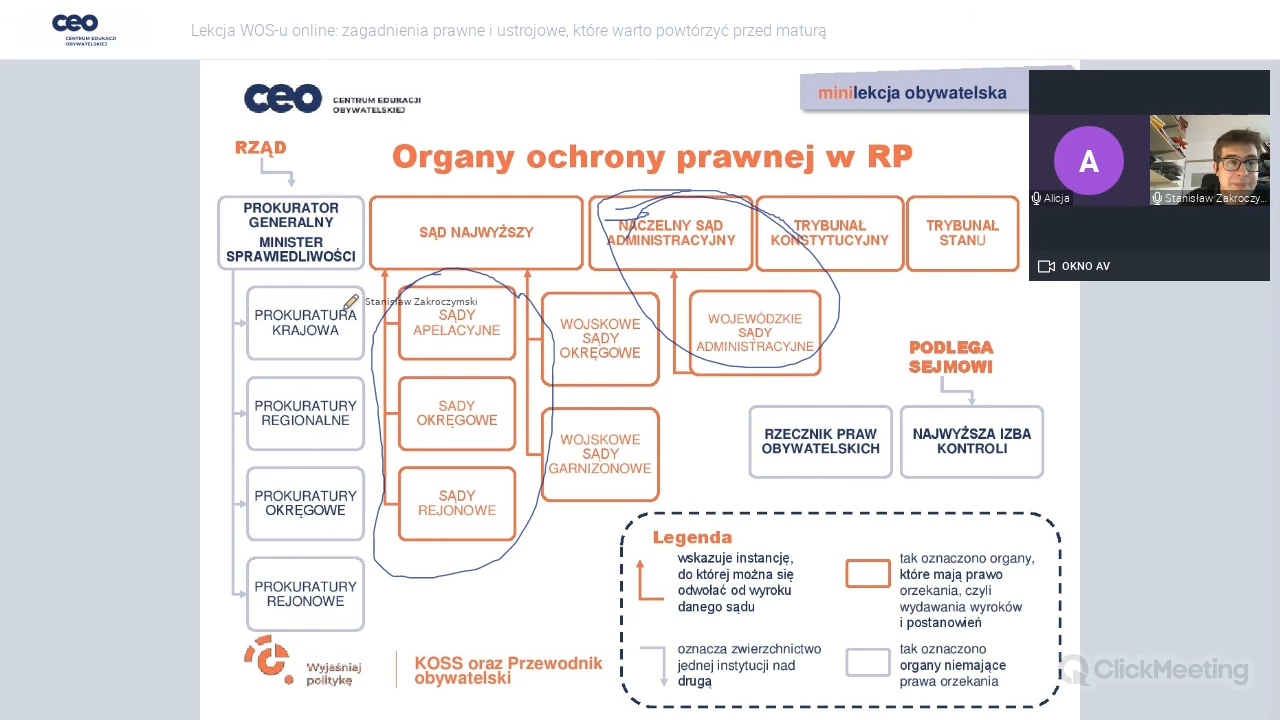 ceo
CENTRUM EDUKACJI
OBYWATELSKIEJ
Lekcja WOS-u online: zagadnienia prawne i ustrojowe, które warto powtórzyć przed maturą
ceo
CENTRUM EDUKACJI
OBYWATELSKIEJ
minilekcja obywatelska
RZĄD
Organy ochrony prawnej w RP
PROKURATOR
GENERALNY
MINISTER
SPRAWIEDLIWOŚCI
SĄD NAJWYŻSZY
NACZELNY SĄD
ADMINISTRACYJNY
TRYBUNAŁ
KONSTYTUCYJNY
TRYBUNAŁ
STANU
A
Alicja
Stanisław Zakroczy...
OKNO AV
Stanisław Zakroczymski
PROKURATURA
KRAJOWA
SĄDY
APELACYJNE
WOJSKOWE
SĄDY
OKRĘGOWE
WOJEWÓDZKIE
SĄDY
ADMINISTRACYJNE
PROKURATURY
REGIONALNE
SĄDY
OKRĘGOWE
WOJSKOWE
SĄDY
GARNIZONOWE
PODLEGA
SEJMOWI
RZECZNIK PRAW
OBYWATELSKICH
NAJWYŻSZA IZBA
KONTROLI
PROKURATURY
OKRĘGOWE
SĄDY
REJONOWE
PROKURATURY
REJONOWE
Legenda
wskazuje instancję,
do której można się
odwołać od wyroku
danego sądu
tak oznaczono organy,
które mają prawo
orzekania, czyli
wydawania wyroków
i postanowień
oznacza zwierzchnictwo
jednej instytucji nad
drugą
tak oznaczono
organy niemające
prawa orzekania
Wyjaśniaj
politykę
KOSS oraz Przewodnik
obywatelski
ClickMeeting